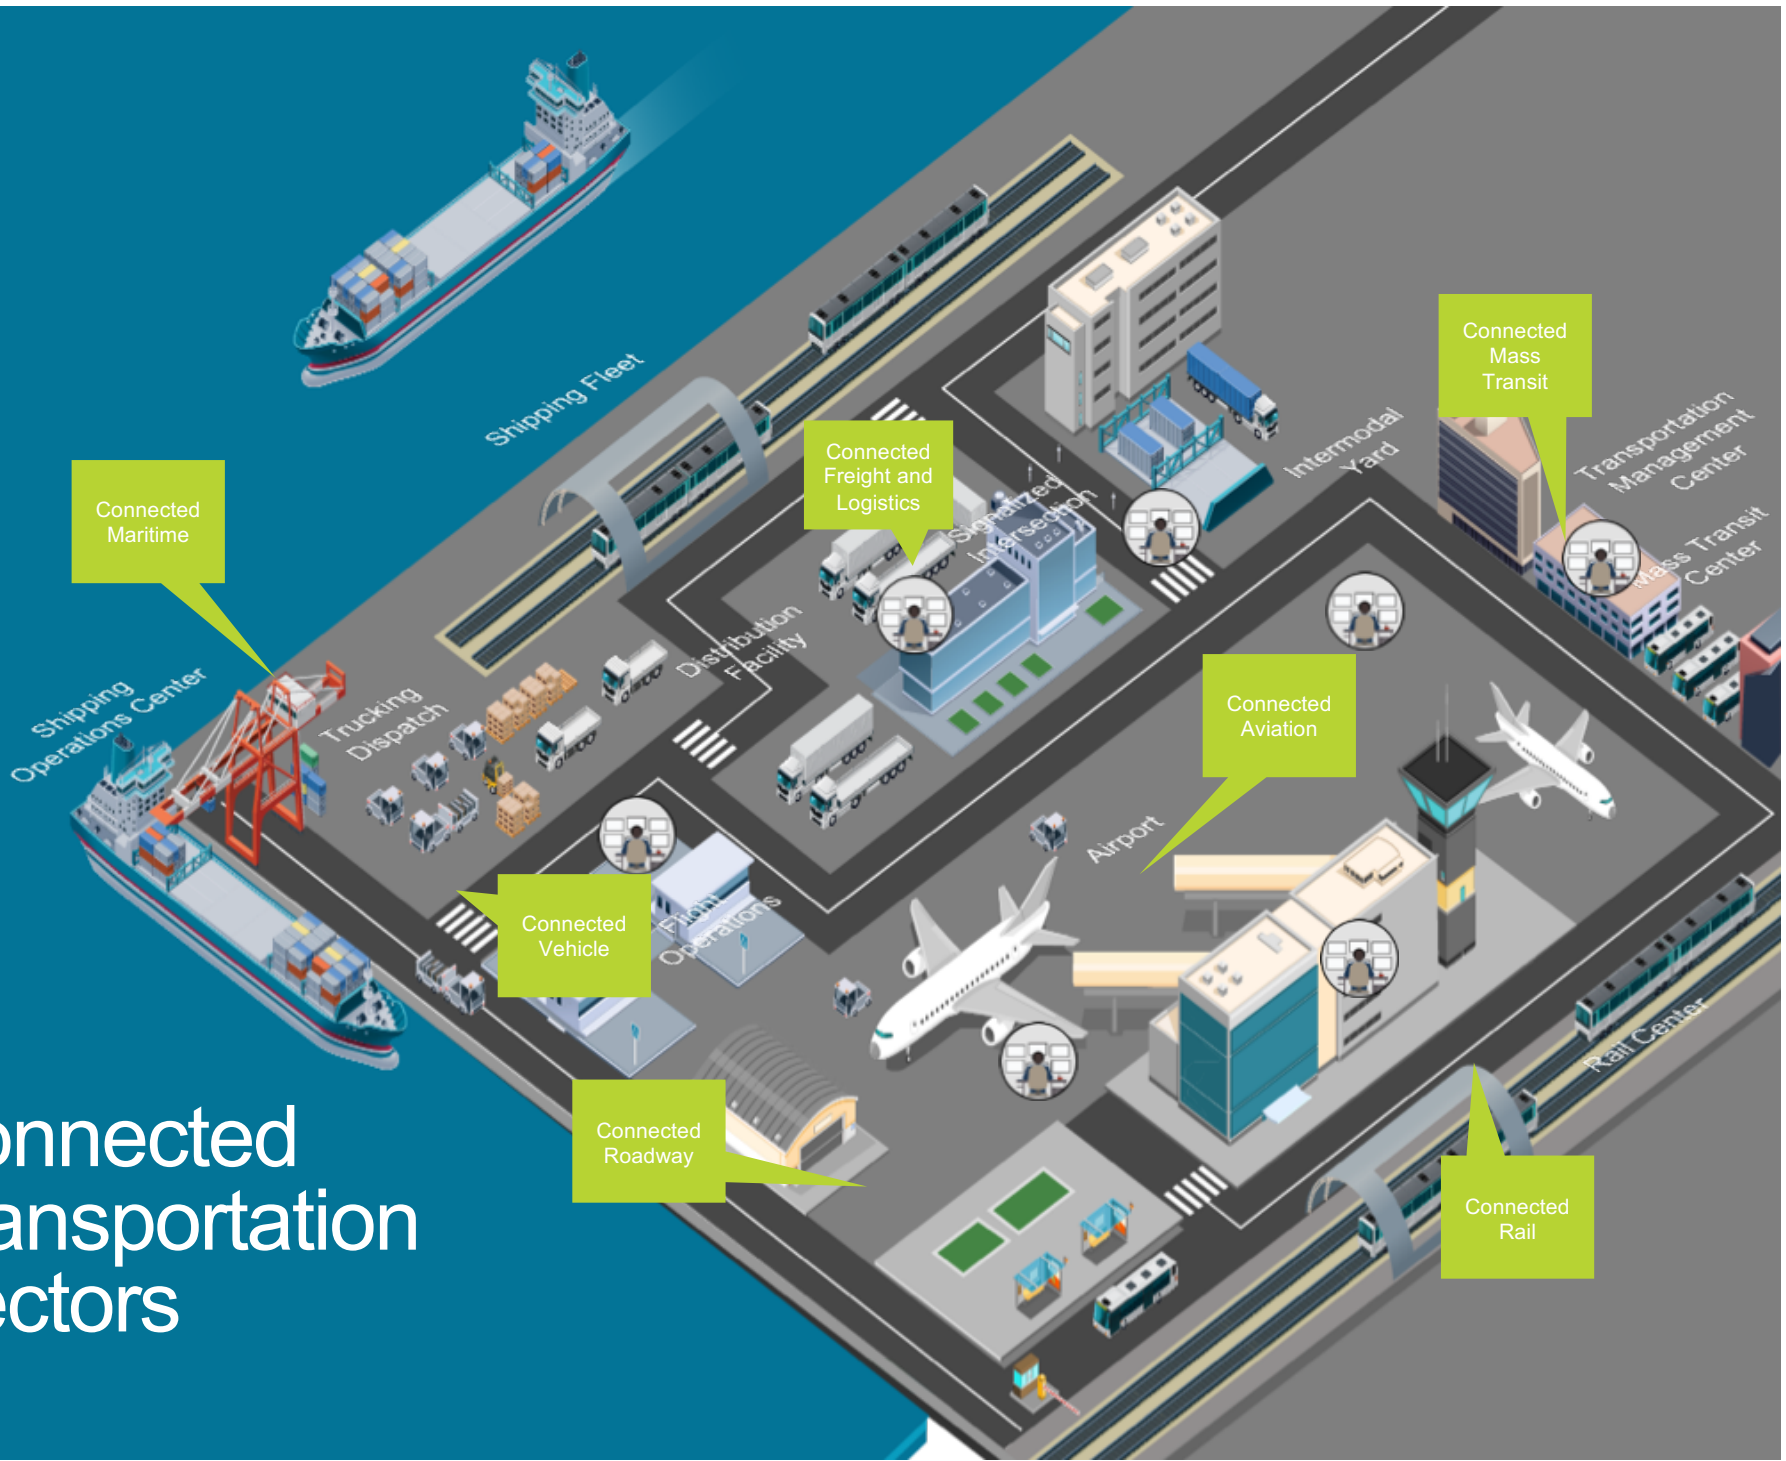 Connected
Mass
Transit
Shipping Fleet
Transportation
Management
Center
Connected
Freight and
Logistics
Intermodal
Yard
Connected
Maritime
Signalized
Intersection
Mass Transit
Center
Distribution
Facility
Shipping
Operations Center
Trucking
Dispatch
Connected
Aviation
Airport
Connected
Vehicle
Flight
Operations
Rail Center
Connected
Roadway
Connected
Rail
onnected
ansportation
ectors